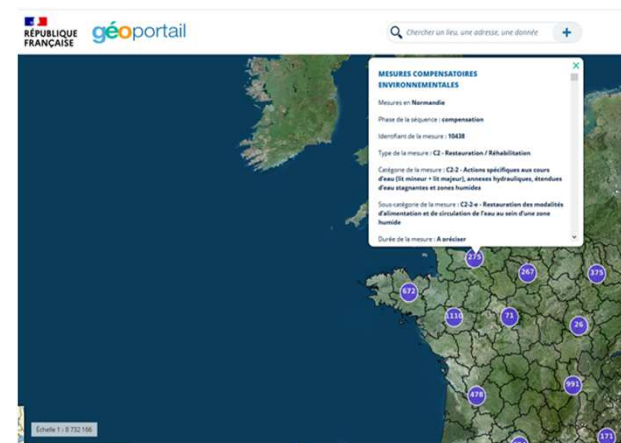 RÉPUBLIQUE
FRANÇAISE
géoportail
Chercher un lieu, une adresse, une donnée
+
MESURES COMPENSATOIRES
ENVIRONNEMENTALES
Mesures en Normandie
Phase de la séquence : compensation
Identifiant de la mesure : 10438
Type de la mesure : C2 - Restauration / Réhabilitation
Catégorie de la mesure : C2-2 - Actions spécifiques aux cours
d'eau (lit mineur + lit majeur), annexes hydrauliques, étendues
d'eau stagnantes et zones humides
Sous-catégorie de la mesure : C2-2-e - Restauration des modalités
d'alimentation et de circulation de l'eau au sein d'une zone
humide
Durée de la mesure : A préciser
275
267
375
672
1110
71
26
991
478
171
Échelle 1 : 8 732 166